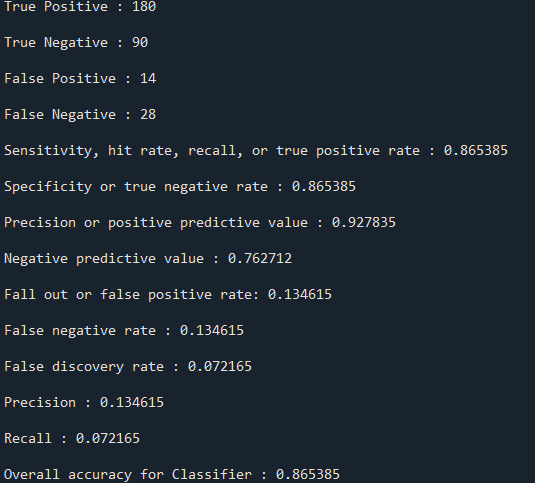 True Positive : 180
True Negative : 90
False Positive : 14
False Negative : 28
Sensitivity, hit rate, recall, or true positive rate : 0.865385
Specificity or true negative rate : 0.865385
Precision or positive predictive value : 0.927835
Negative predictive value : 0.762712
Fall out or false positive rate: 0.134615
False negative rate : 0.134615
False discovery rate : 0.072165
Precision : 0.134615
Recall : 0.072165
Overall accuracy for Classifier : 0.865385